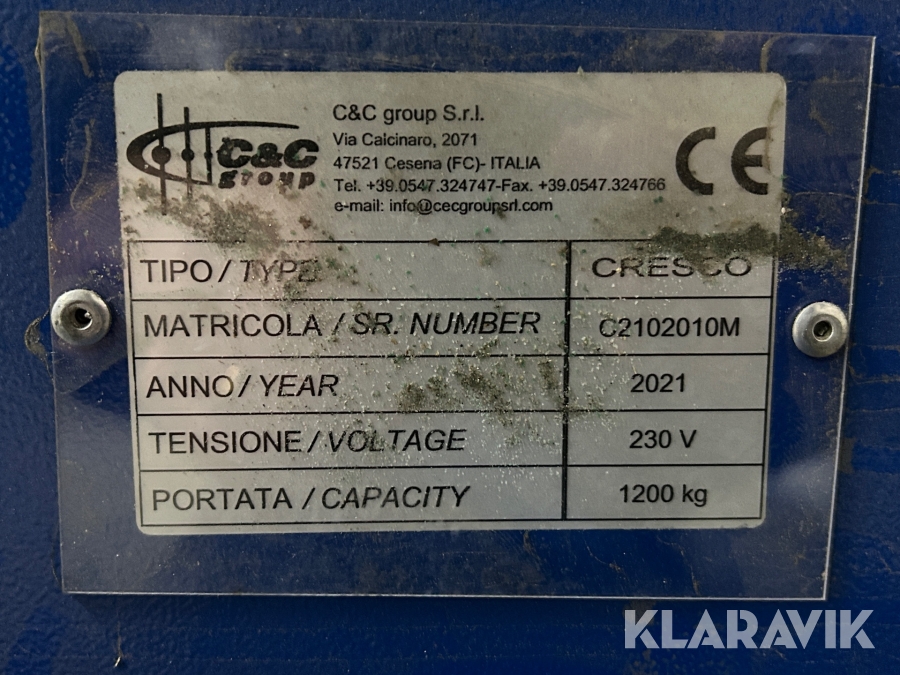 C&C
group
C&C group S.r.l.
Via Calcinaro, 2071
47521 Cesena (FC)- ITALIA
Tel. +39.0547.324747-Fax. +39.0547.324766
e-mail: info@cecgroupsrl.com
CE
TIPO / TYPE CRESCO
MATRICOLA / SR. NUMBER C2102010M
ANNO / YEAR 2021
TENSIONE / VOLTAGE 230 V
PORTATA / CAPACITY 1200 kg
KLARAVIK